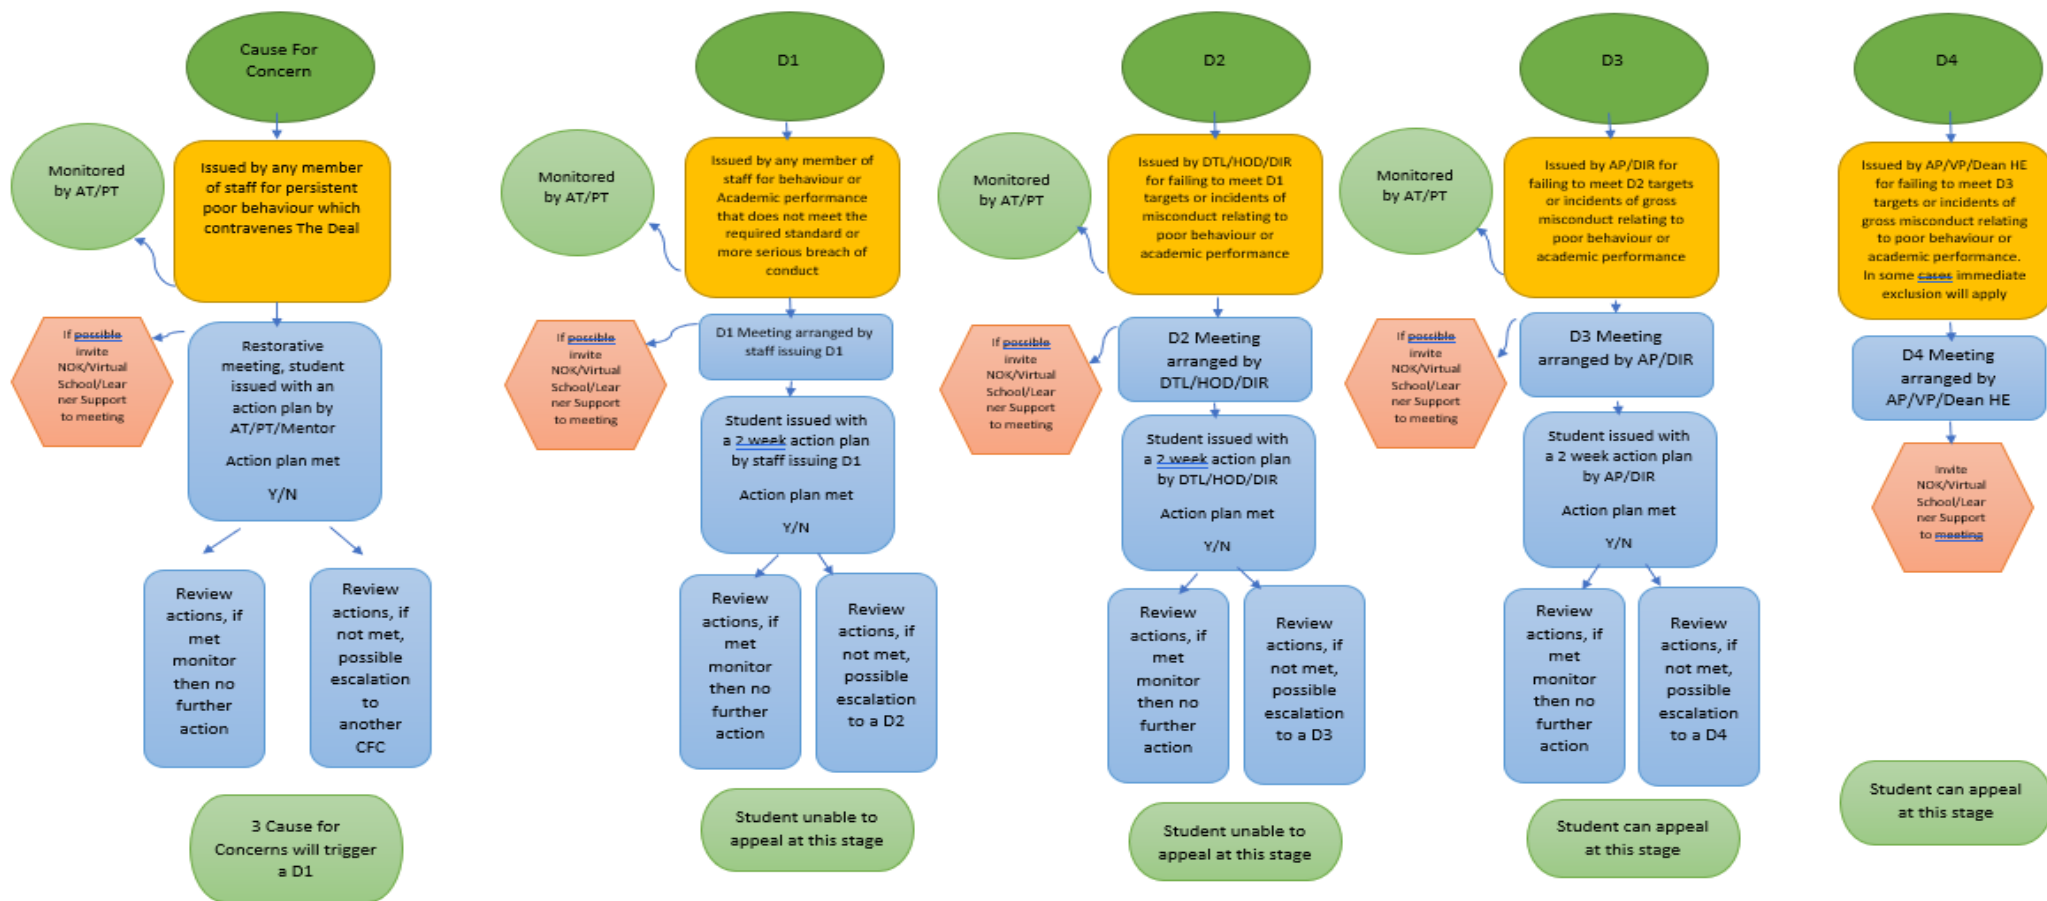 Cause For
Concern
Monitored
by AT/PT
Issued by any member
of staff for persistent
poor behaviour which
contravenes The Deal
If possible
invite
NOK/Virtual
School/Lear
ner Support
to meeting
Restorative
meeting, student
issued with an
action plan by
AT/PT/Mentor
Action plan met
Y/N
Review
actions, if
met
monitor
then no
further
action
Review
actions, if
not met,
possible
escalation
to
another
CFC
3 Cause for
Concerns will trigger
a D1
D1
Monitored
by AT/PT
Issued by any member of
staff for behaviour or
Academic performance
that does not meet the
required standard or
more serious breach of
conduct
If possible
invite
NOK/Virtual
School/Lear
ner Support
to meeting
D1 Meeting arranged by
staff issuing D1
Student issued with
a 2 week action plan
by staff issuing D1
Action plan met
Y/N
Review
actions, if
met
monitor
then no
further
action
Review
actions, if
not met,
possible
escalation
to a D2
Student unable to
appeal at this stage
D2
Monitored
by AT/PT
Issued by DTL/HOD/DIR
for failing to meet D1
targets or incidents of
misconduct relating to
poor behaviour or
academic performance
If possible
invite
NOK/Virtual
School/Lear
ner Support
to meeting
D2 Meeting
arranged by
DTL/HOD/DIR
Student issued with
a 2 week action plan
by DTL/HOD/DIR
Action plan met
Y/N
Review
actions, if
met
monitor
then no
further
action
Review
actions, if
not met,
possible
escalation
to a D3
Student unable to
appeal at this stage
D3
Monitored
by AT/PT
Issued by AP/DIR for
failing to meet D2 targets
or incidents of gross
misconduct relating to
poor behaviour or
academic performance
If possible
invite
NOK/Virtual
School/Lear
ner Support
to meeting
D3 Meeting
arranged by AP/DIR
Student issued with
a 2 week action plan
by AP/DIR
Action plan met
Y/N
Review
actions, if
met
monitor
then no
further
action
Review
actions, if
not met,
possible
escalation
to a D4
Student can appeal
at this stage
D4
Issued by AP/VP/Dean HE
for failing to meet D3
targets or incidents of
gross misconduct relating
to poor behaviour or
academic performance.
In some cases immediate
exclusion will apply
D4 Meeting
arranged by
AP/VP/Dean HE
Invite
NOK/Virtual
School/Lear
ner Support
to meeting
Student can appeal
at this stage